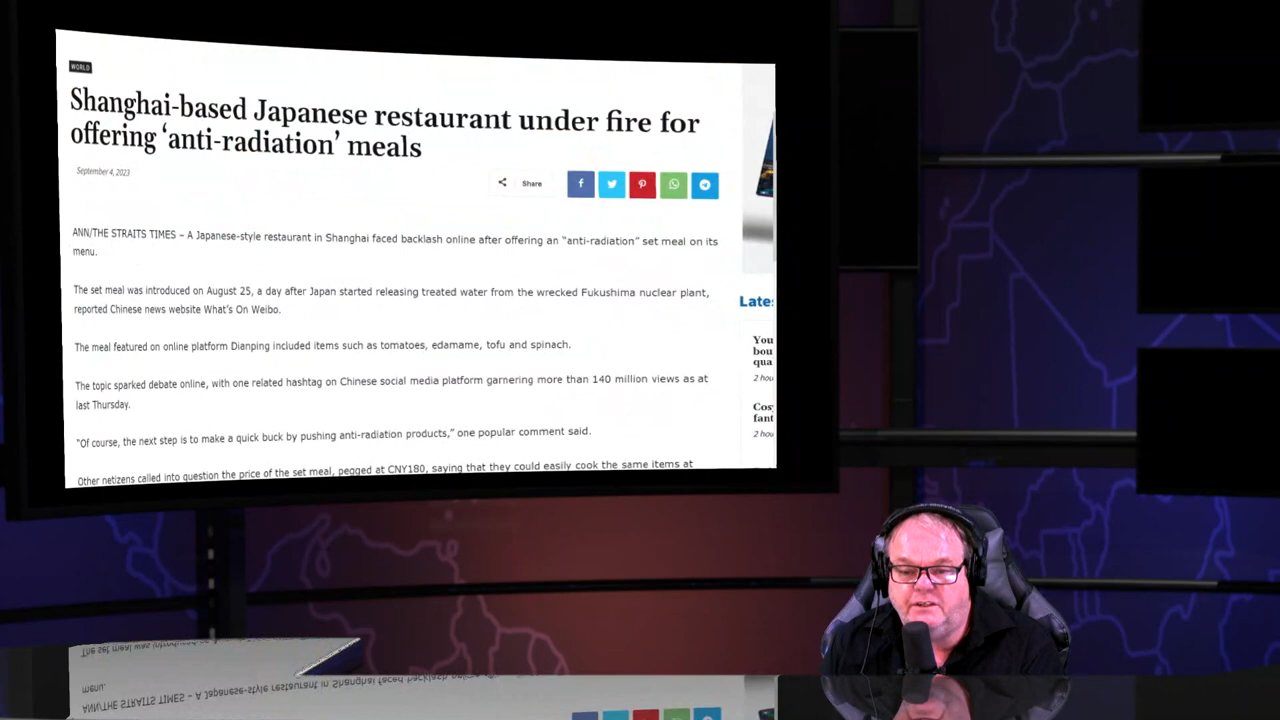 WORLD
Shanghai-based Japanese restaurant under fire for
offering ‘anti-radiation’ meals
September 4, 2023
Share
ANN/THE STRAITS TIMES – A Japanese-style restaurant in Shanghai faced backlash online after offering an “anti-radiation” set meal on its
menu.
The set meal was introduced on August 25, a day after Japan started releasing treated water from the wrecked Fukushima nuclear plant,
reported Chinese news website What’s On Weibo.
The meal featured on online platform Dianping included items such as tomatoes, edamame, tofu and spinach.
The topic sparked debate online, with one related hashtag on Chinese social media platform garnering more than 140 million views as at
last Thursday.
“Of course, the next step is to make a quick buck by pushing anti-radiation products,” one popular comment said.
Other netizens called into question the price of the set meal, pegged at CNY180, saying that they could easily cook the same items at
Late
You
bou
qua
2 hou
Cos
fant
2 hou